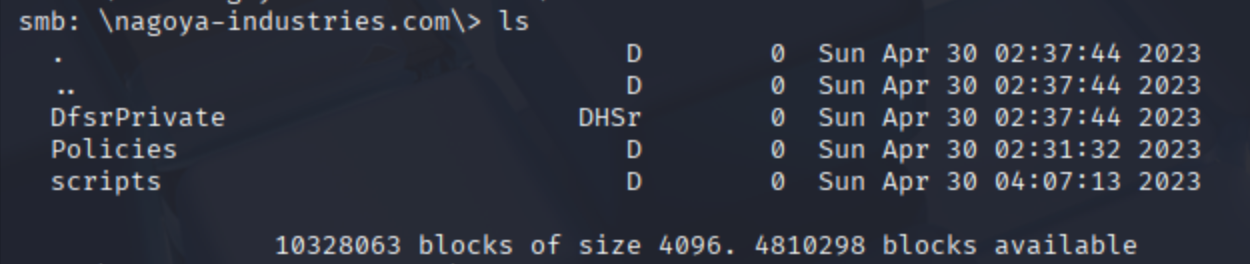 smb: \nagoya-industries.com\> ls
. D 0 Sun Apr 30 02:37:44 2023
.. D 0 Sun Apr 30 02:37:44 2023
DfsrPrivate DHSr 0 Sun Apr 30 02:37:44 2023
Policies D 0 Sun Apr 30 02:31:32 2023
scripts D 0 Sun Apr 30 04:07:13 2023
10328063 blocks of size 4096. 4810298 blocks available